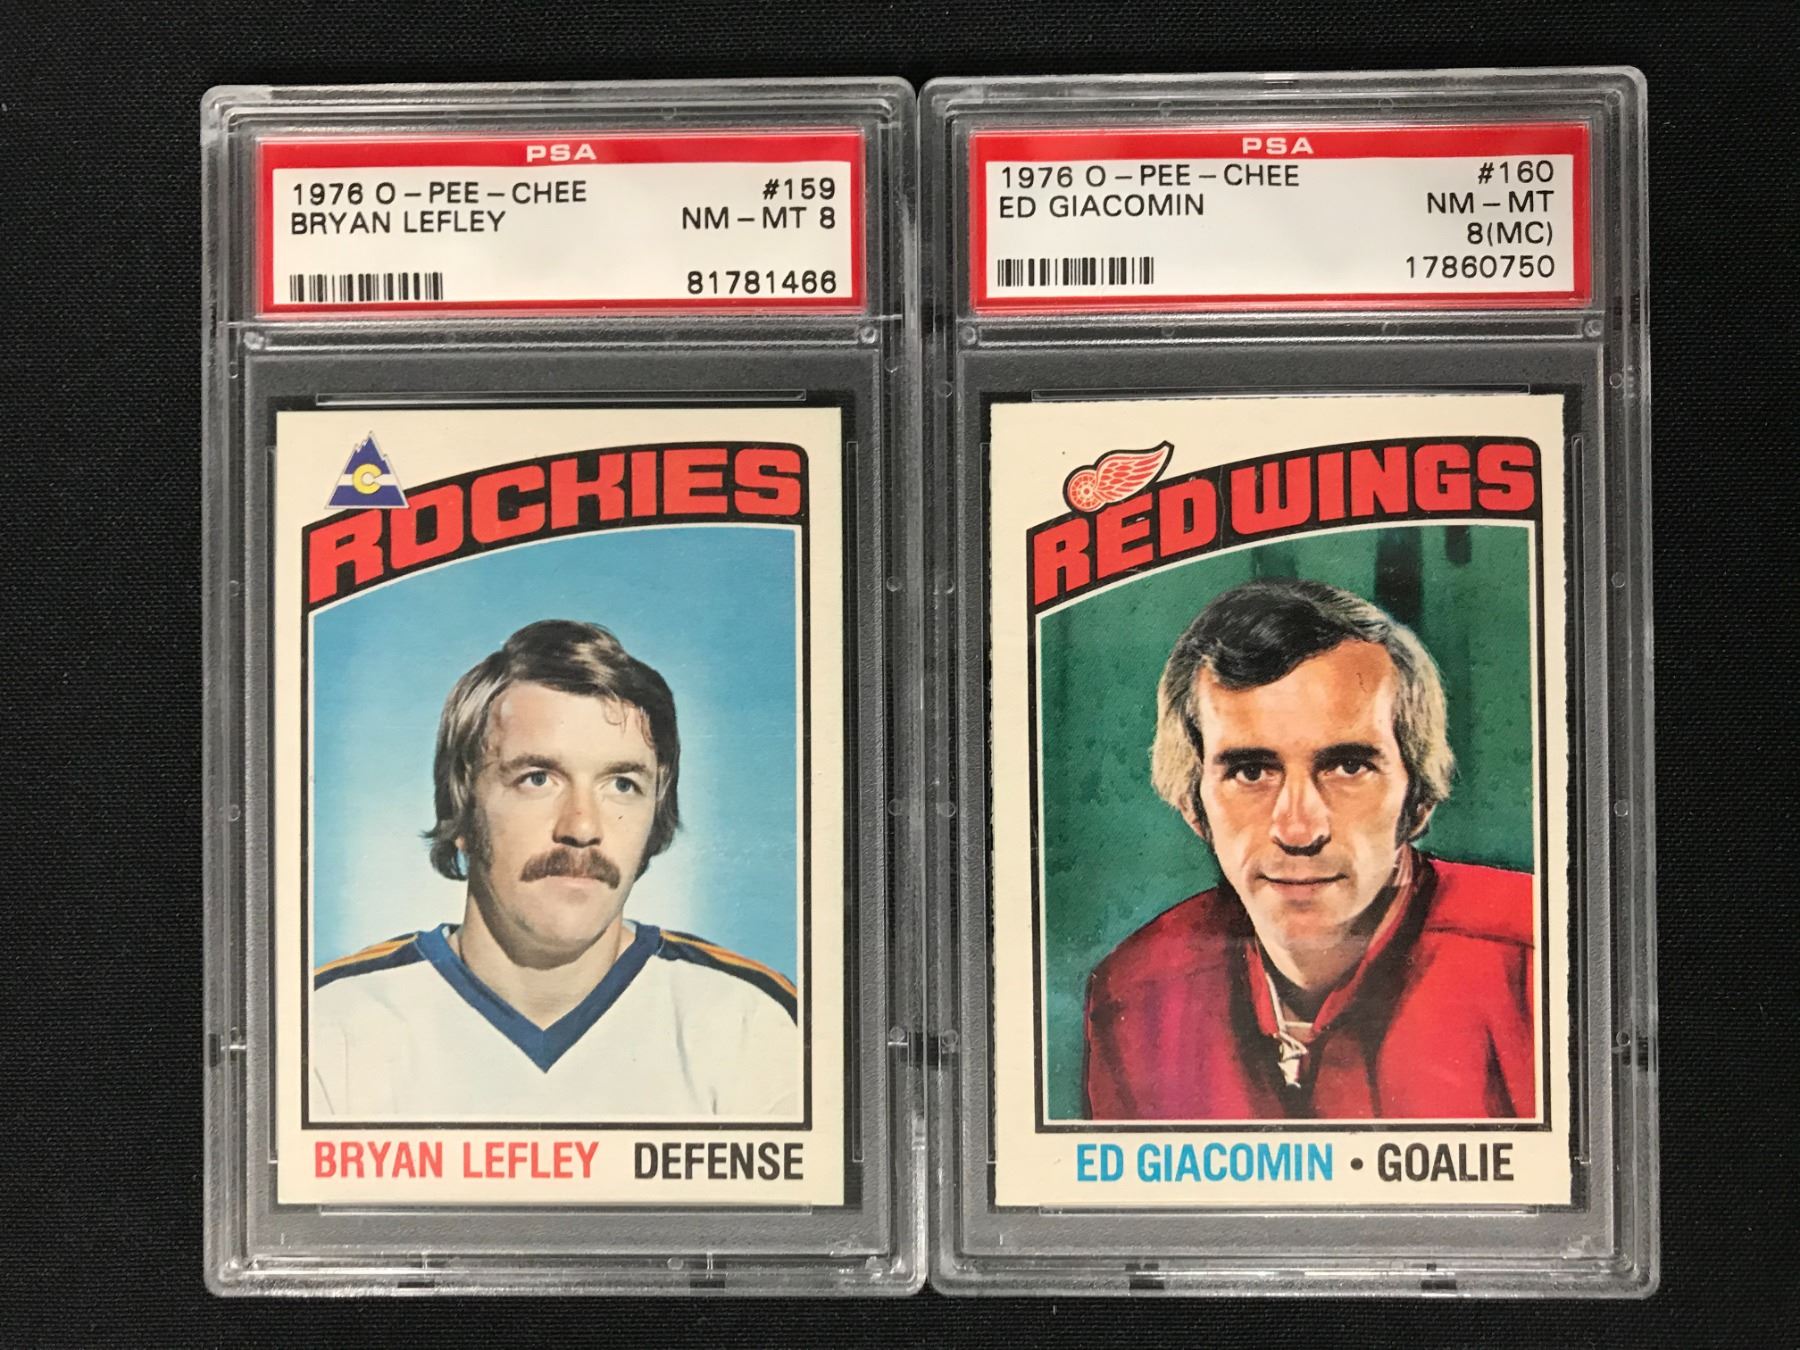 PSA
1976 O-PEE-CHEE #159
BRYAN LEFLEY NM-MT 8
81781466
C
ROCKIES
BRYAN LEFLEY DEFENSE
PSA
1976 O-PEE-CHEE #160
ED GIACOMIN NM-MT
8(MC)
17860750
RED WINGS
ED GIACOMIN • GOALIE